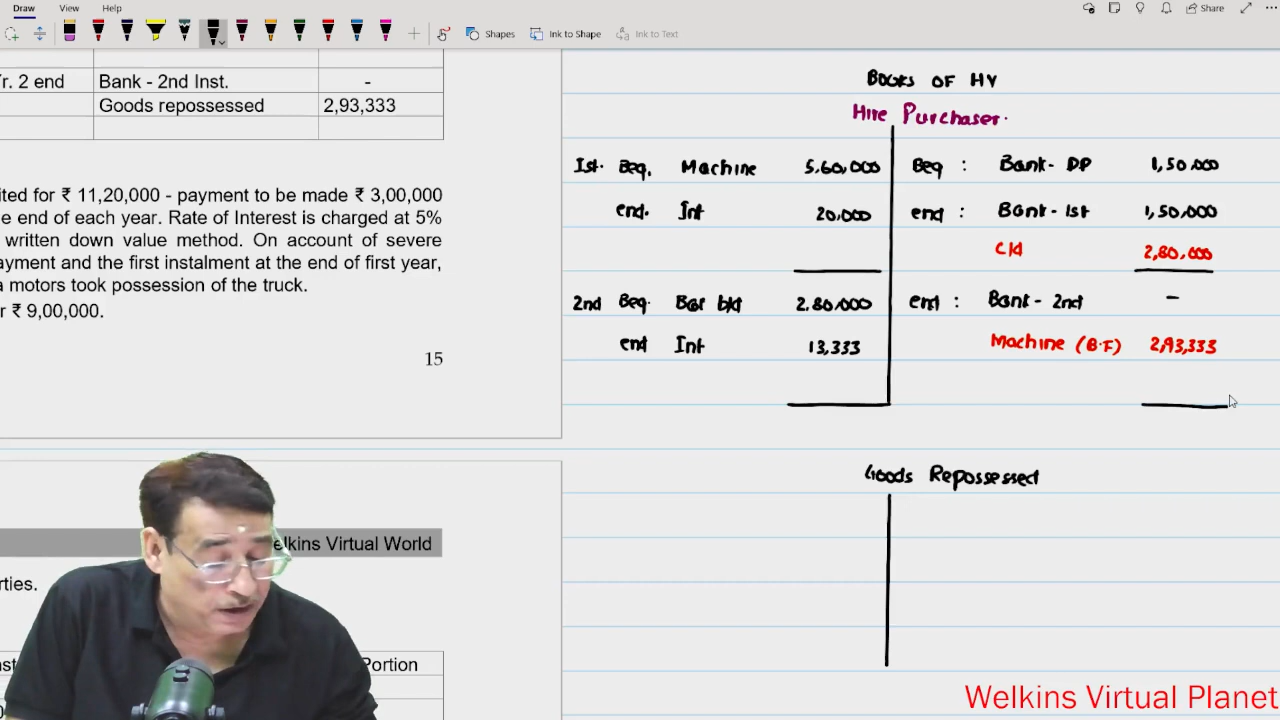 Draw View Help
Shapes Ink to Shape Ink to Text Share
r. 2 end Bank - 2nd Inst. -
Goods repossessed 2,93,333
ited for ₹ 11,20,000 - payment to be made ₹ 3,00,000
e end of each year. Rate of Interest is charged at 5%
written down value method. On account of severe
ayment and the first instalment at the end of first year,
a motors took possession of the truck.
r ₹ 9,00,000.
15
elkins Virtual World
rties.
Portion
Books of HV
Hire Purchaser.
Ist. Beq. Machine 5,60,000 Beq : Bank- DP 1,50,000
end. Int 20,000 end : Bank - Ist 1,50,000
C/d 2,80,000
2nd Beq. Bal b/d 2,80,000 end : Bank - 2nd -
end Int 13,333 Machine (B.F) 2,93,333
Goods Repossessed
Welkins Virtual Planet